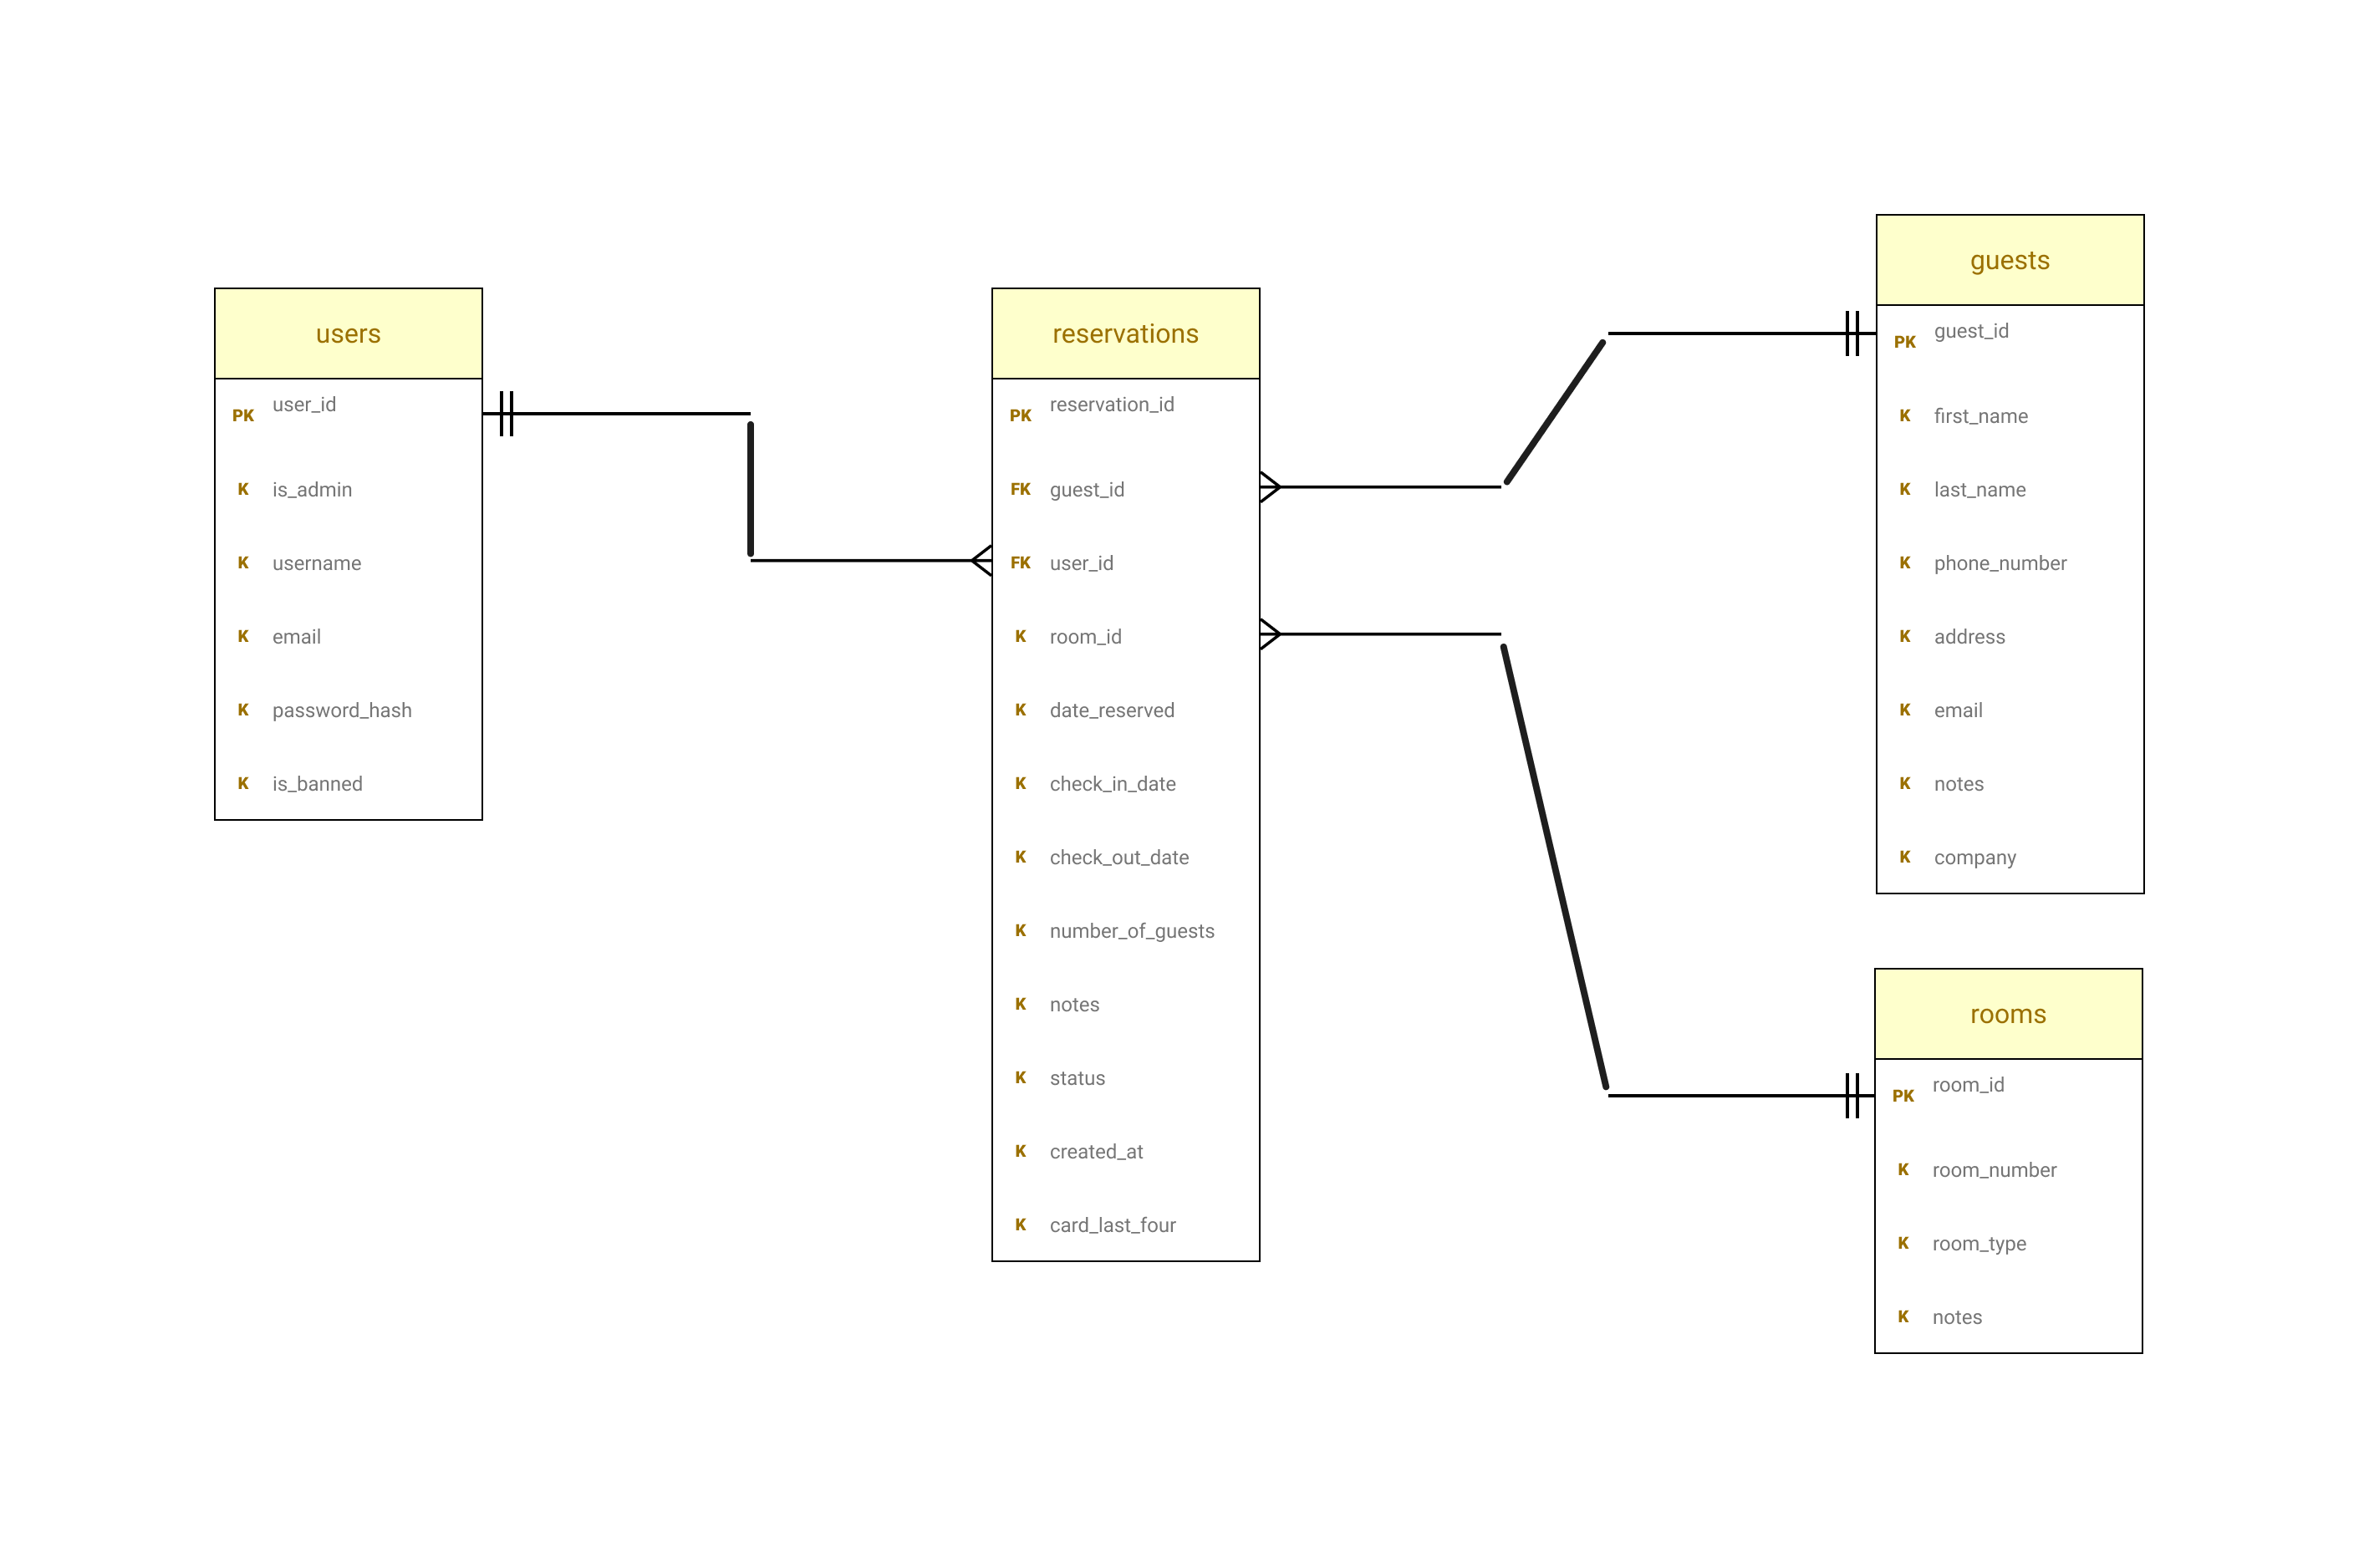 users
PK user_id
K is_admin
K username
K email
K password_hash
K is_banned
reservations
PK reservation_id
FK guest_id
FK user_id
K room_id
K date_reserved
K check_in_date
K check_out_date
K number_of_guests
K notes
K status
K created_at
K card_last_four
guests
PK guest_id
K first_name
K last_name
K phone_number
K address
K email
K notes
K company
rooms
PK room_id
K room_number
K room_type
K notes